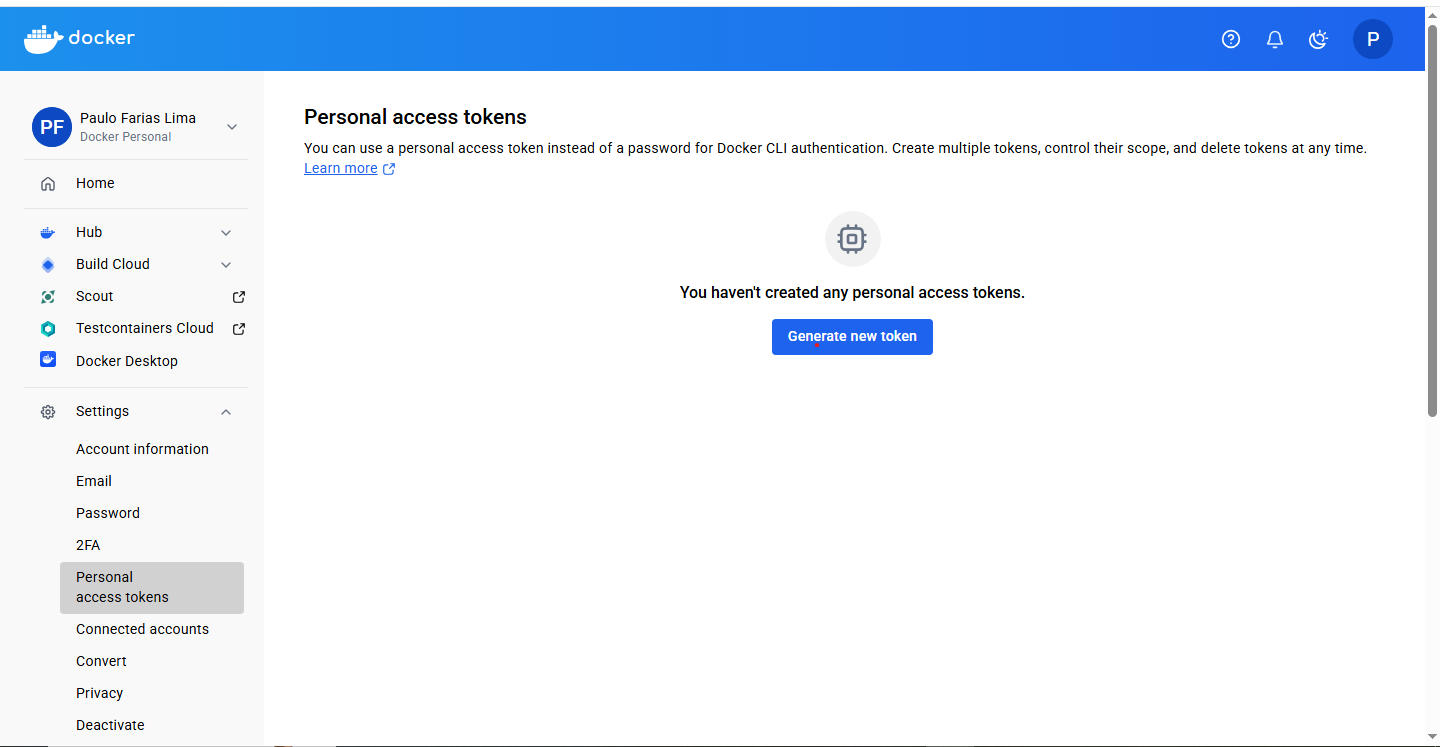 docker
P
PF
Paulo Farias Lima
Docker Personal
Home
Hub
Build Cloud
Scout
Testcontainers Cloud
Docker Desktop
Settings
Account information
Email
Password
2FA
Personal
access tokens
Connected accounts
Convert
Privacy
Deactivate
Personal access tokens
You can use a personal access token instead of a password for Docker CLI authentication. Create multiple tokens, control their scope, and delete tokens at any time.
Learn more
You haven't created any personal access tokens.
Generate new token